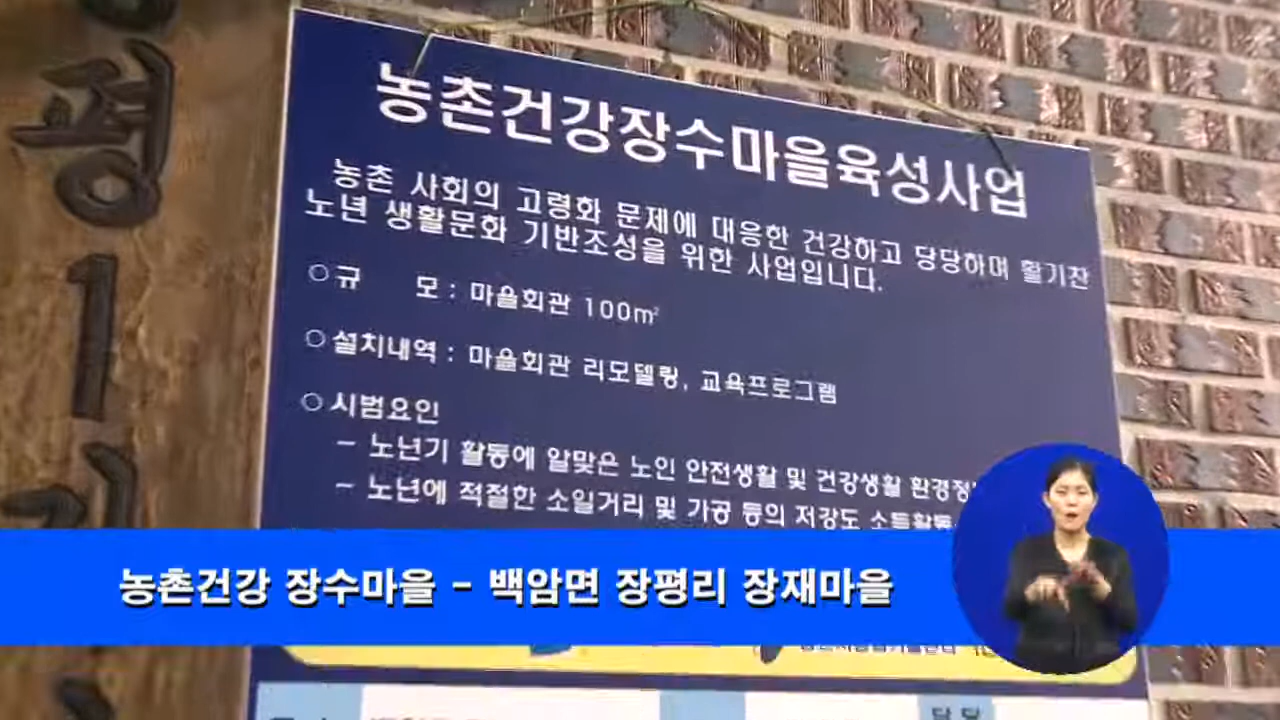 농촌건강장수마을육성사업
농촌 사회의 고령화 문제에 대응한 건강하고 당당하며 활기찬
노년 생활문화 기반조성을 위한 사업입니다.
○규 모 : 마을회관 100㎡
○설치내역 : 마을회관 리모델링, 교육프로그램
○시범요인
- 노년기 활동에 알맞은 노인 안전생활 및 건강생활
- 노년에 적절한 소일거리 및 가공 등의 저강도
농촌건강 장수마을 - 백암면 장평리 장재마을